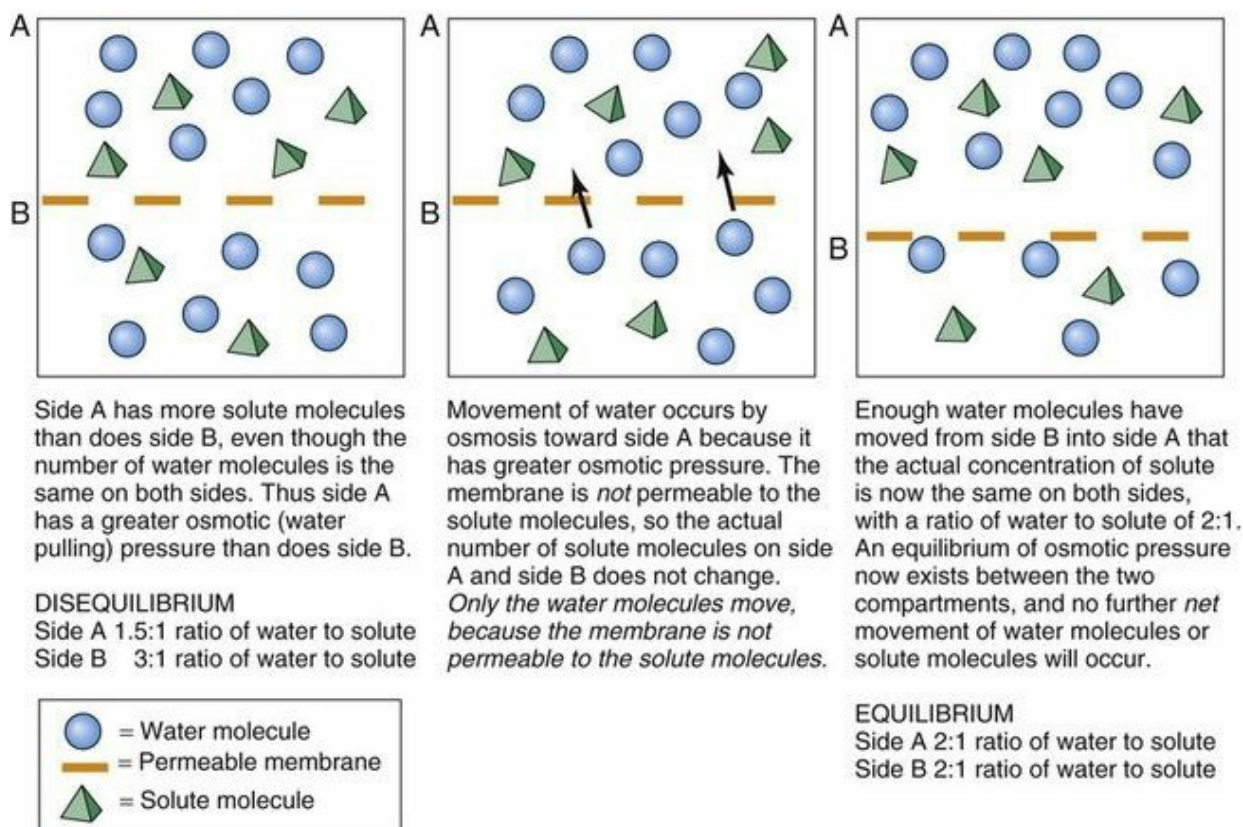 A
B
A
B
A
B
Side A has more solute molecules
than does side B, even though the
number of water molecules is the
same on both sides. Thus side A
has a greater osmotic (water
pulling) pressure than does side B.
DISEQUILIBRIUM
Side A 1.5:1 ratio of water to solute
Side B 3:1 ratio of water to solute
Movement of water occurs by
osmosis toward side A because it
has greater osmotic pressure. The
membrane is not permeable to the
solute molecules, so the actual
number of solute molecules on side
A and side B does not change.
Only the water molecules move,
because the membrane is not
permeable to the solute molecules.
Enough water molecules have
moved from side B into side A that
the actual concentration of solute
is now the same on both sides,
with a ratio of water to solute of 2:1.
An equilibrium of osmotic pressure
now exists between the two
compartments, and no further net
movement of water molecules or
solute molecules will occur.
EQUILIBRIUM
Side A 2:1 ratio of water to solute
Side B 2:1 ratio of water to solute
= Water molecule
= Permeable membrane
= Solute molecule